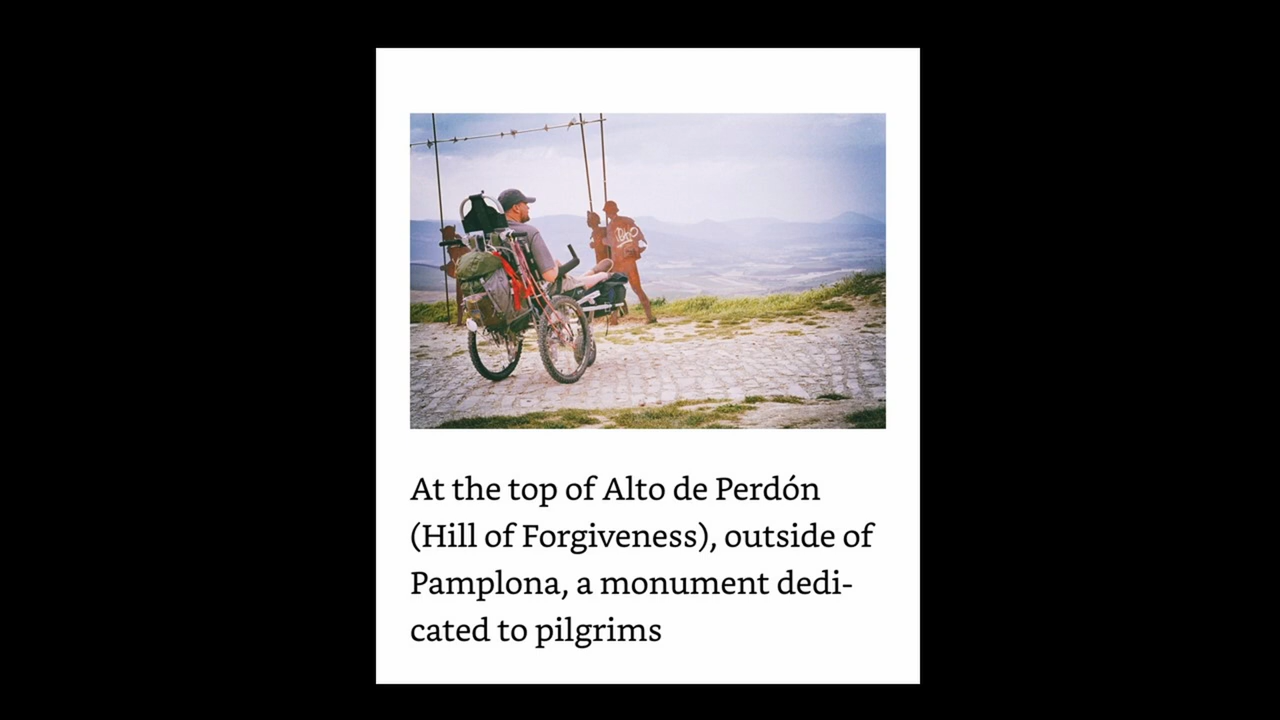 At the top of Alto de Perdón
(Hill of Forgiveness), outside of
Pamplona, a monument dedi-
cated to pilgrims